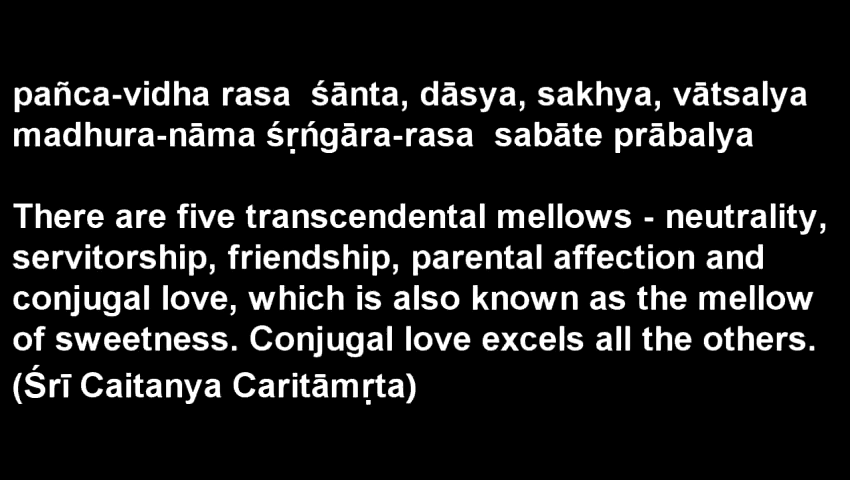 pañca-vidha rasa śānta, dāsya, sakhya, vātsalya
madhura-nāma śṛńgāra-rasa sabāte prābalya
There are five transcendental mellows - neutrality,
servitorship, friendship, parental affection and
conjugal love, which is also known as the mellow
of sweetness. Conjugal love excels all the others.
(Śrī Caitanya Caritāmṛta)